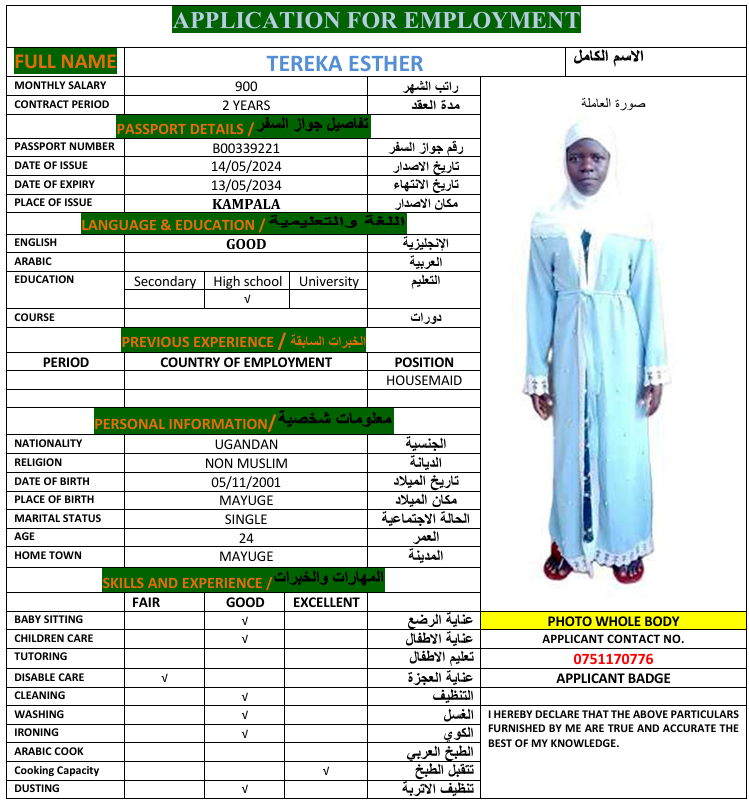 APPLICATION FOR EMPLOYMENT
FULL NAME TEREKA ESTHER الاسم الكامل
MONTHLY SALARY 900 راتب الشهر
CONTRACT PERIOD 2 YEARS مدة العقد
صورة العاملة
PASSPORT DETAILS / تفاصيل جواز السفر
PASSPORT NUMBER B00339221 رقم جواز السفر
DATE OF ISSUE 14/05/2024 تاريخ الاصدار
DATE OF EXPIRY 13/05/2034 تاريخ الانتهاء
PLACE OF ISSUE KAMPALA مكان الاصدار
LANGUAGE & EDUCATION / اللغة والتعليمية
ENGLISH GOOD الإنجليزية
ARABIC العربية
EDUCATION Secondary High school University التعليم
√
COURSE دورات
PREVIOUS EXPERIENCE / الخبرات السابقة
PERIOD COUNTRY OF EMPLOYMENT POSITION
HOUSEMAID
PERSONAL INFORMATION/ معلومات شخصية
NATIONALITY UGANDAN الجنسية
RELIGION NON MUSLIM الديانة
DATE OF BIRTH 05/11/2001 تاريخ الميلاد
PLACE OF BIRTH MAYUGE مكان الميلاد
MARITAL STATUS SINGLE الحالة الاجتماعية
AGE 24 العمر
HOME TOWN MAYUGE المدينة
SKILLS AND EXPERIENCE / المهارات والخبرات
FAIR GOOD EXCELLENT
BABY SITTING √ عناية الرضع
CHILDREN CARE √ عناية الاطفال
TUTORING تعليم الاطفال
DISABLE CARE √ عناية العجزة
CLEANING √ التنظيف
WASHING √ الغسل
IRONING √ الكوي
ARABIC COOK الطبخ العربي
Cooking Capacity √ تتقبل الطبخ
DUSTING √ تنظيف الاتربة
PHOTO WHOLE BODY
APPLICANT CONTACT NO.
0751170776
APPLICANT BADGE
I HEREBY DECLARE THAT THE ABOVE PARTICULARS
FURNISHED BY ME ARE TRUE AND ACCURATE THE
BEST OF MY KNOWLEDGE.